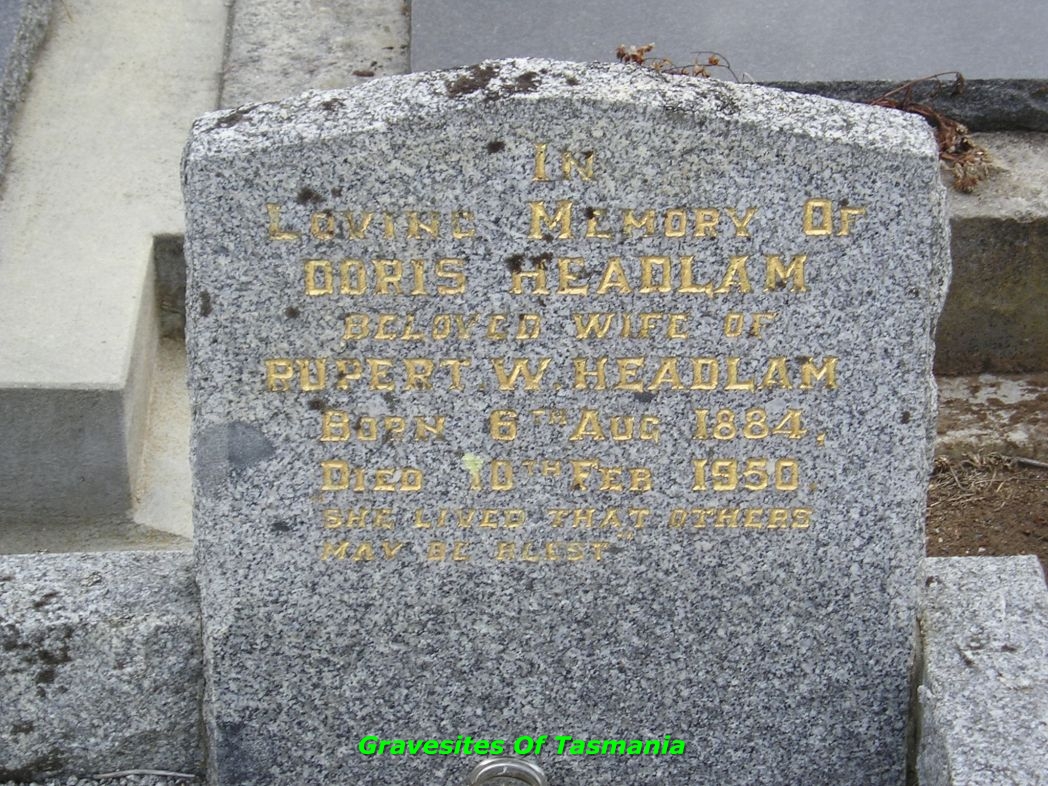 IN
LOVING MEMORY OF
DORIS HEADLAM
BELOVED WIFE OF
RUPERT.W.HEADLAM
BORN 6TH AUG 1884,
DIED 10TH FEB 1950.
"SHE LIVED THAT OTHERS
MAY BE BLEST"
Gravesites Of Tasmania